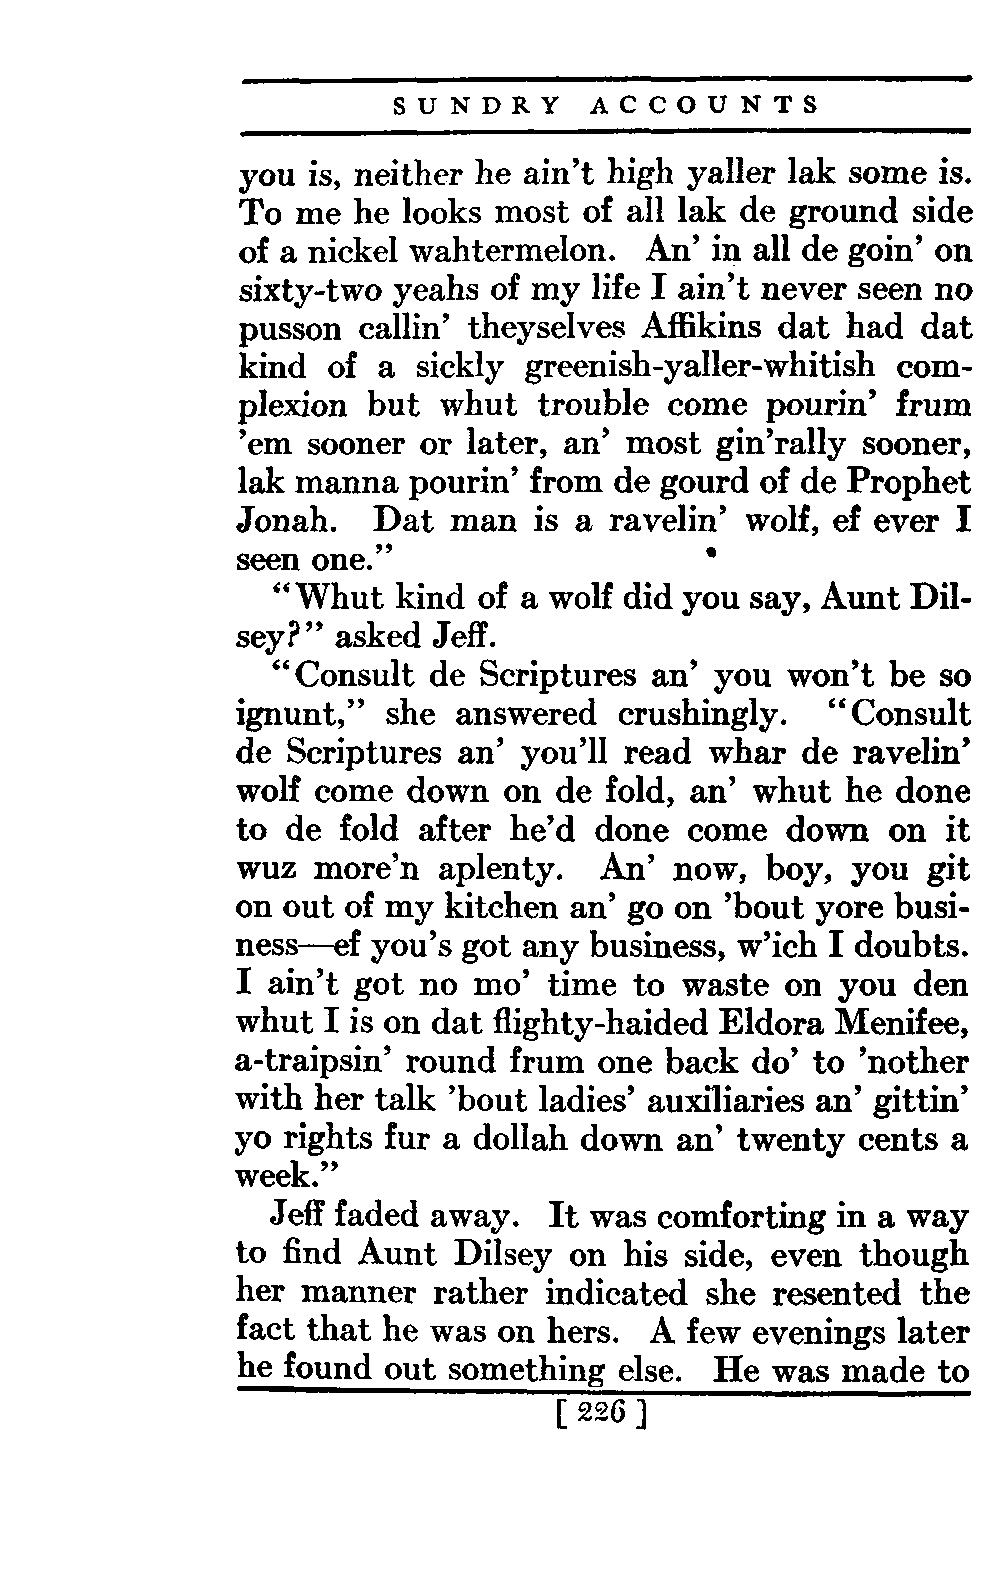 SUNDRY ACCOUNTS
you is, neither he ain't high yaller lak some is.
To me he looks most of all lak de ground side
of a nickel wahtermelon. An' in all de goin' on
sixty-two yeahs of my life I ain't never seen no
pusson callin' theyselves Affikins dat had dat
kind of a sickly greenish-yaller-whitish com-
plexion but whut trouble come pourin' frum
'em sooner or later, an' most gin'rally sooner,
lak manna pourin' from de gourd of de Prophet
Jonah. Dat man is a ravelin' wolf, ef ever I
seen one."
"Whut kind of a wolf did you say, Aunt Dil-
sey?" asked Jeff.
"Consult de Scriptures an' you won't be so
ignunt," she answered crushingly. "Consult
de Scriptures an' you'll read whar de ravelin'
wolf come down on de fold, an' whut he done
to de fold after he'd done come down on it
wuz more'n aplenty. An' now, boy, you git
on out of my kitchen an' go on 'bout yore busi-
ness—ef you's got any business, w'ich I doubts.
I ain't got no mo' time to waste on you den
whut I is on dat flighty-haided Eldora Menifee,
a-traipsin' round frum one back do' to 'nother
with her talk 'bout ladies' auxiliaries an' gittin'
yo rights fur a dollah down an' twenty cents a
week."
Jeff faded away. It was comforting in a way
to find Aunt Dilsey on his side, even though
her manner rather indicated she resented the
fact that he was on hers. A few evenings later
he found out something else. He was made to
[ 226 ]